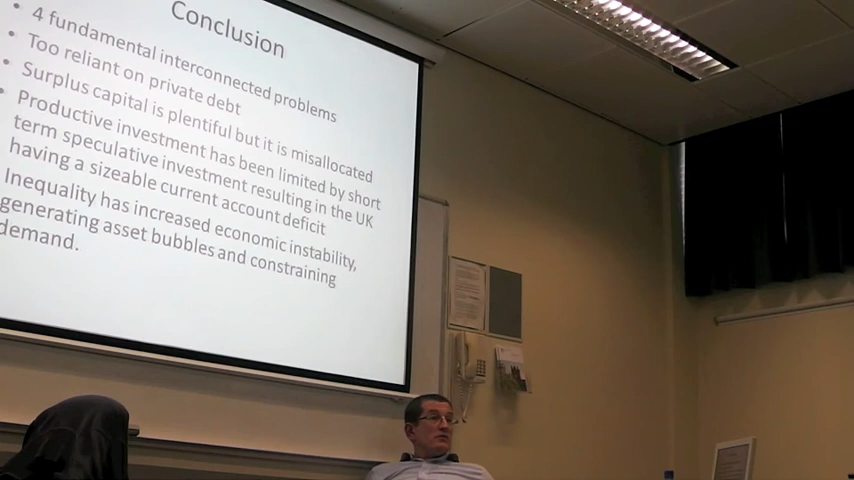 Conclusion
• 4 fundamental interconnected problems
• Too reliant on private debt
• Surplus capital is plentiful but it is misallocated
• Productive investment has been limited by short
term speculative investment resulting in the UK
having a sizeable current account deficit
Inequality has increased economic instability,
generating asset bubbles and constraining
demand.